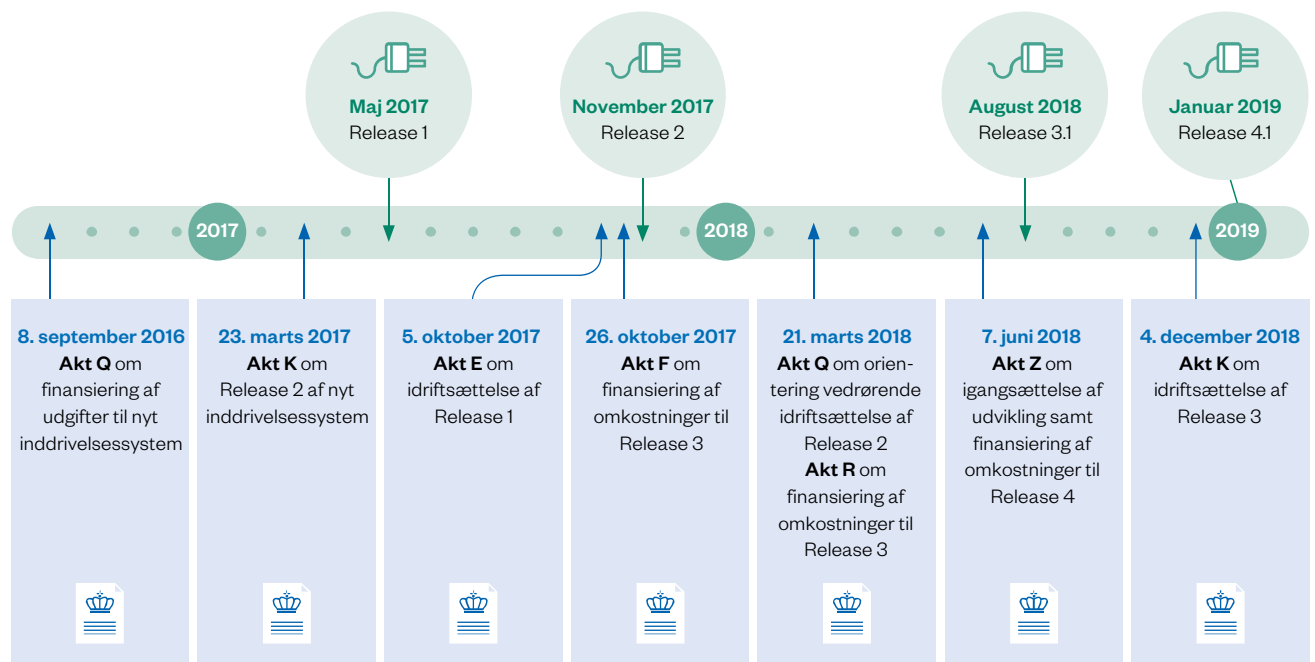 Maj 2017
Release 1
November 2017
Release 2
August 2018
Release 3.1
Januar 2019
Release 4.1
2017
2018
2019
8. september 2016
Akt Q om
finansiering af
udgifter til nyt
inddrivelsessystem
23. marts 2017
Akt K om
Release 2 af nyt
inddrivelsessystem
5. oktober 2017
Akt E om
idriftsættelse af
Release 1
26. oktober 2017
Akt F om
finansiering af
omkostninger til
Release 3
21. marts 2018
Akt Q om orien-
tering vedrørende
idriftsættelse af
Release 2
Akt R om
finansiering af
omkostninger til
Release 3
7. juni 2018
Akt Z om
igangsættelse af
udvikling samt
finansiering af
omkostninger til
Release 4
4. december 2018
Akt K om
idriftsættelse af
Release 3